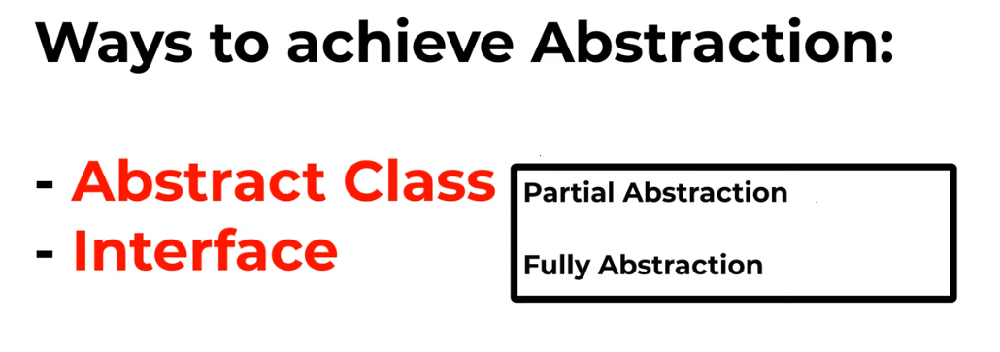 Ways to achieve Abstraction:
- Abstract Class
Partial Abstraction
- Interface
Fully Abstraction